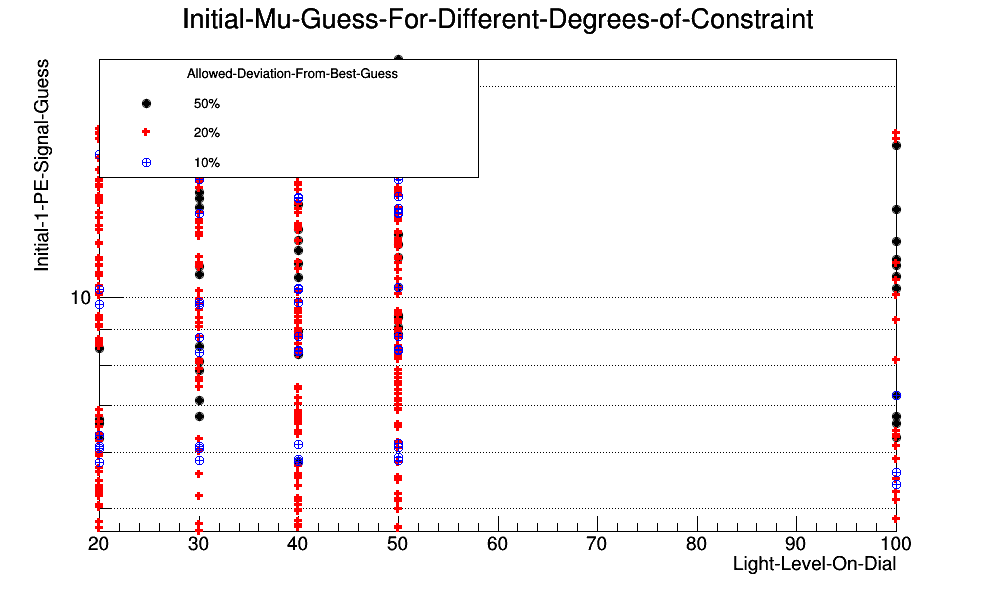 Initial-Mu-Guess-For-Different-Degrees-of-Constraint
Initial-1-PE-Signal-Guess
Allowed-Deviation-From-Best-Guess
50%
20%
10%
10
20 30 40 50 60 70 80 90 100
Light-Level-On-Dial